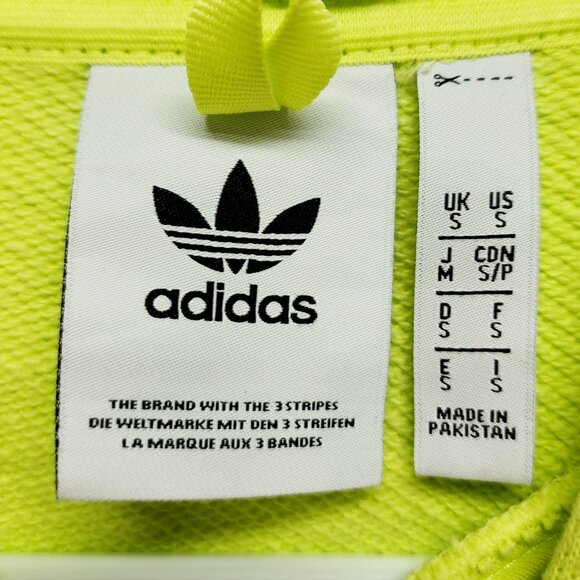 adidas
THE BRAND WITH THE 3 STRIPES
DIE WELTMARKE MIT DEN 3 STREIFEN
LA MARQUE AUX 3 BANDES
UK US
S S
J CDN
M S/P
D F
S S
E I
S S
MADE IN
PAKISTAN